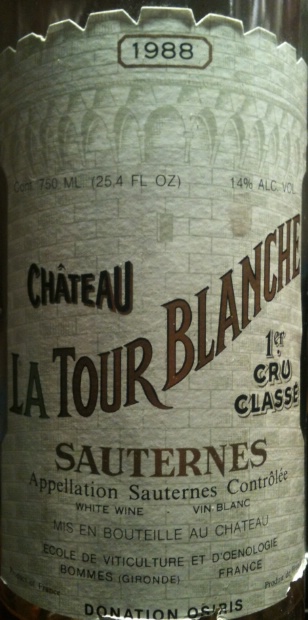 1988
Cont. 750 ML (25,4 FL OZ) 14% ALC. VOL.
CHÂTEAU
LA TOUR BLANCHE
1er
CRU
CLASSÉ
SAUTERNES
Appellation Sauternes Contrôlée
WHITE WINE VIN BLANC
MIS EN BOUTEILLE AU CHATEAU
ECOLE DE VITICULTURE ET D'OENOLOGIE
BOMMES (GIRONDE) FRANCE
DONATION OSIRIS